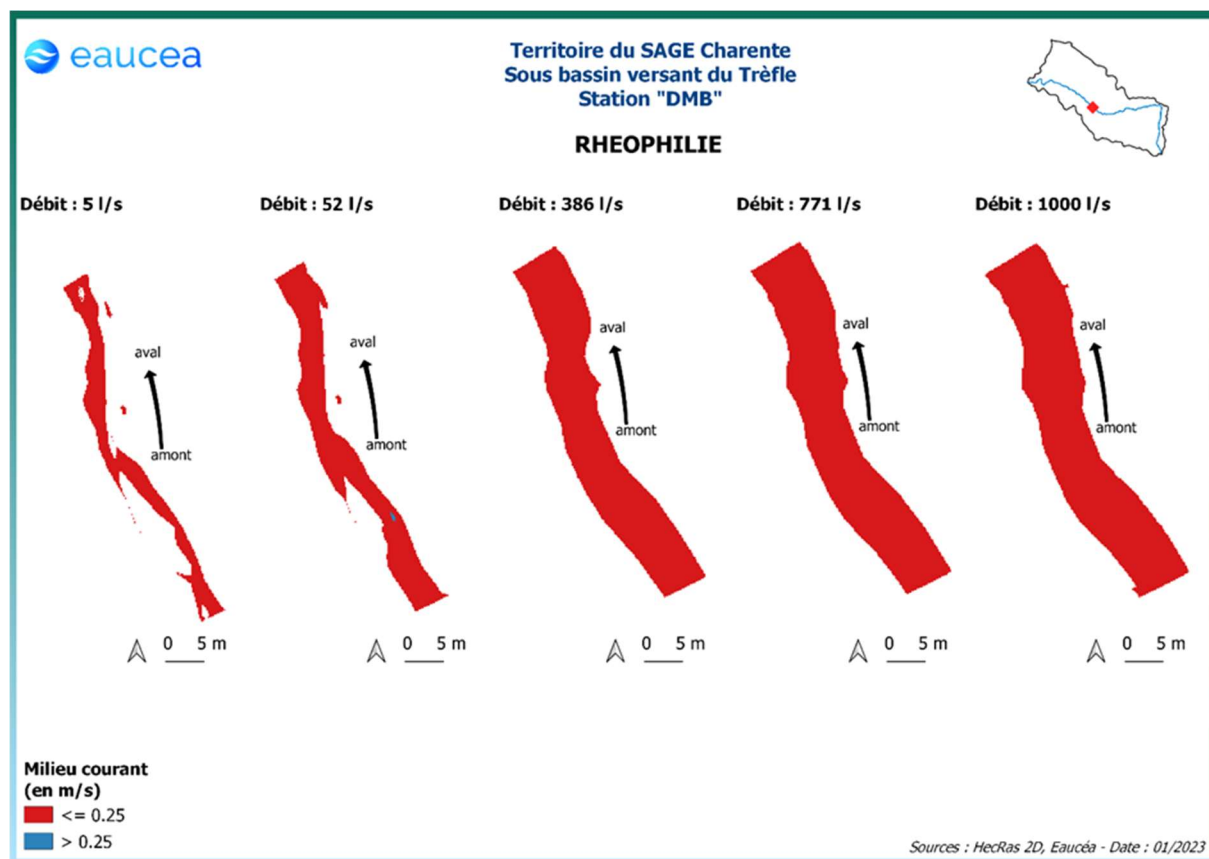 eaucea
Territoire du SAGE Charente
Sous bassin versant du Trèfle
Station "DMB"
RHEOPHILIE
Débit : 5 l/s
Débit : 52 l/s
Débit : 386 l/s
Débit : 771 l/s
Débit : 1000 l/s
aval
amont
aval
amont
aval
amont
aval
amont
aval
amont
0 5 m
0 5 m
0 5 m
0 5 m
0 5 m
Milieu courant
(en m/s)
<= 0.25
> 0.25
Sources : HecRas 2D, Eaucéa - Date : 01/2023